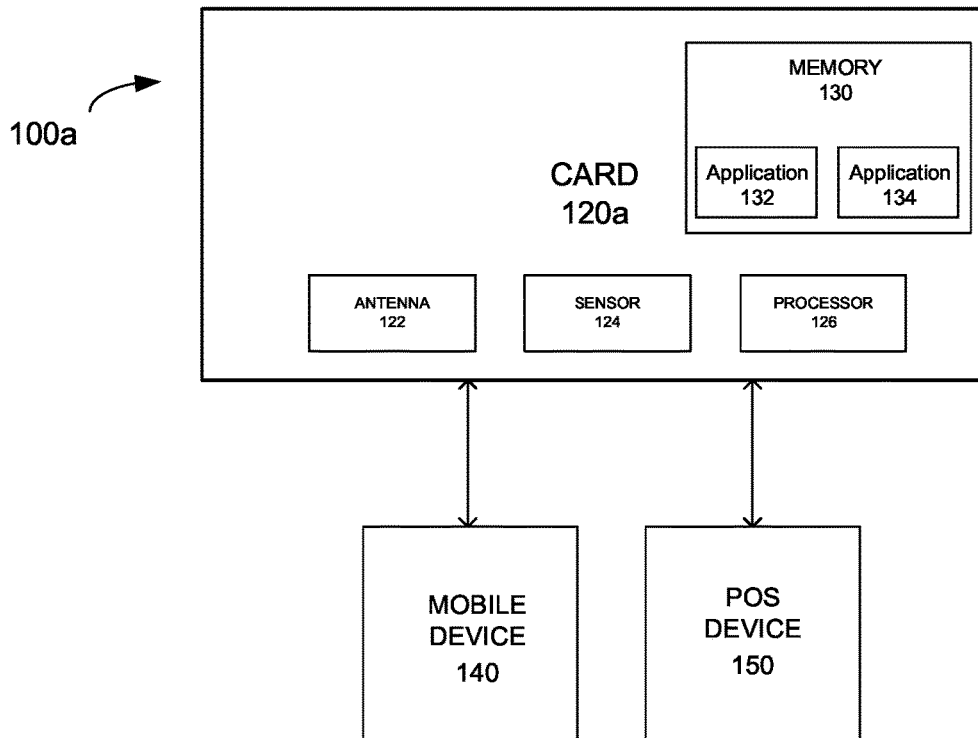 100a
MEMORY
130
Application
132
Application
134
CARD
120a
ANTENNA
122
SENSOR
124
PROCESSOR
126
MOBILE
DEVICE
140
POS
DEVICE
150